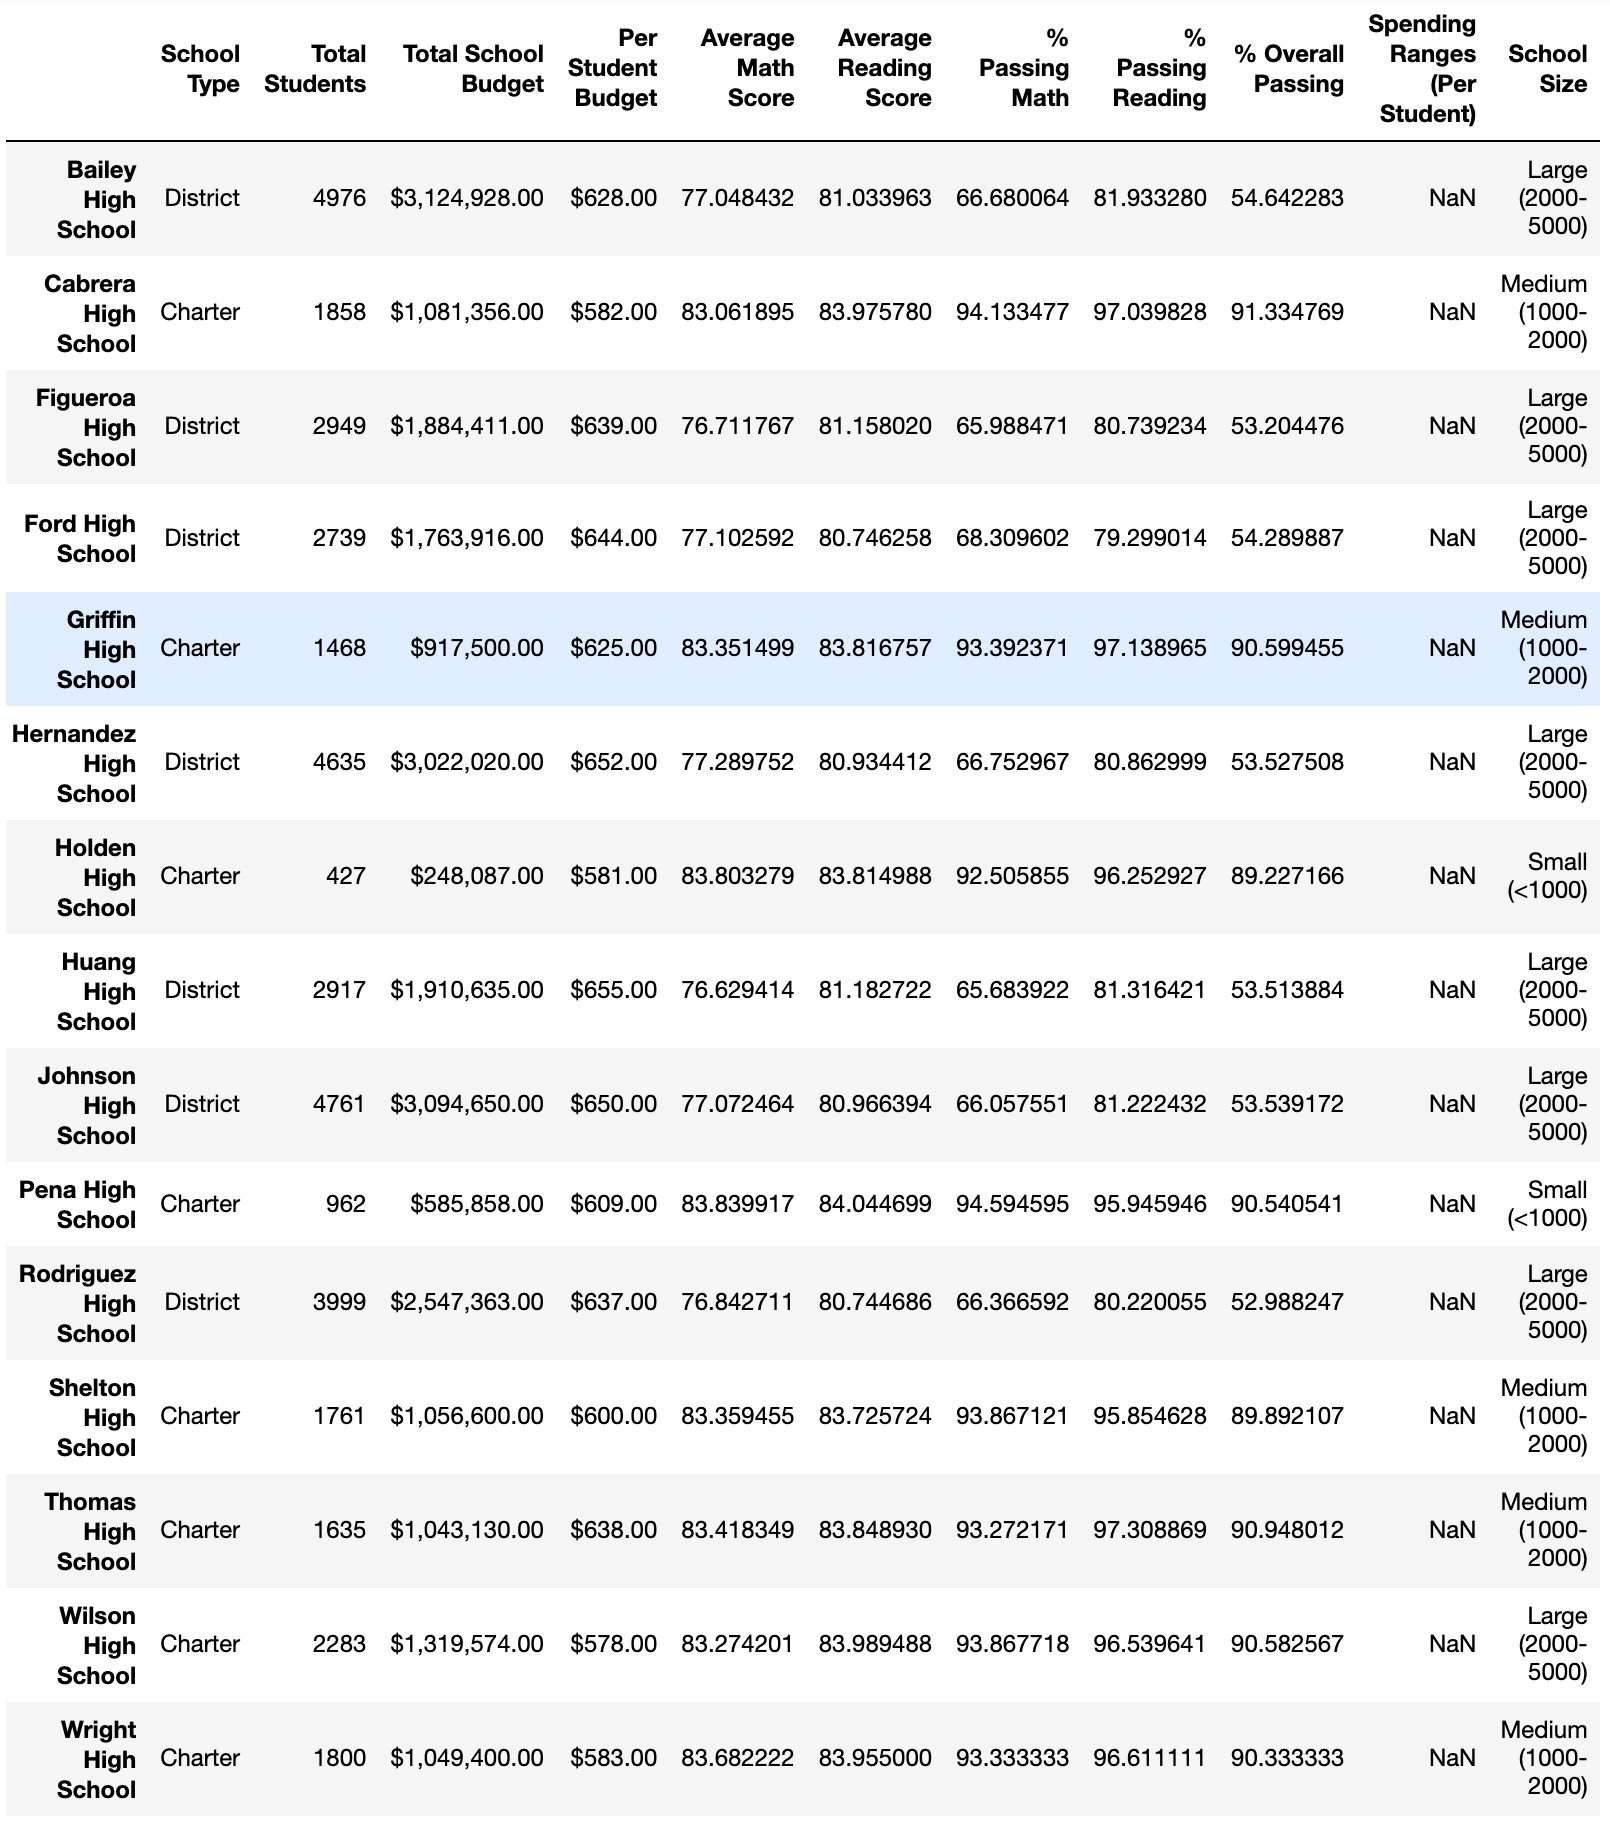 School Type Total Students Total School Budget Per Student Budget Average Math Score Average Reading Score % Passing Math % Passing Reading % Overall Passing Spending Ranges (Per Student) School Size
Bailey High School District 4976 $3,124,928.00 $628.00 77.048432 81.033963 66.680064 81.933280 54.642283 NaN Large (2000-5000)
Cabrera High School Charter 1858 $1,081,356.00 $582.00 83.061895 83.975780 94.133477 97.039828 91.334769 NaN Medium (1000-2000)
Figueroa High School District 2949 $1,884,411.00 $639.00 76.711767 81.158020 65.988471 80.739234 53.204476 NaN Large (2000-5000)
Ford High School District 2739 $1,763,916.00 $644.00 77.102592 80.746258 68.309602 79.299014 54.289887 NaN Large (2000-5000)
Griffin High School Charter 1468 $917,500.00 $625.00 83.351499 83.816757 93.392371 97.138965 90.599455 NaN Medium (1000-2000)
Hernandez High School District 4635 $3,022,020.00 $652.00 77.289752 80.934412 66.752967 80.862999 53.527508 NaN Large (2000-5000)
Holden High School Charter 427 $248,087.00 $581.00 83.803279 83.814988 92.505855 96.252927 89.227166 NaN Small (<1000)
Huang High School District 2917 $1,910,635.00 $655.00 76.629414 81.182722 65.683922 81.316421 53.513884 NaN Large (2000-5000)
Johnson High School District 4761 $3,094,650.00 $650.00 77.072464 80.966394 66.057551 81.222432 53.539172 NaN Large (2000-5000)
Pena High School Charter 962 $585,858.00 $609.00 83.839917 84.044699 94.594595 95.945946 90.540541 NaN Small (<1000)
Rodriguez High School District 3999 $2,547,363.00 $637.00 76.842711 80.744686 66.366592 80.220055 52.988247 NaN Large (2000-5000)
Shelton High School Charter 1761 $1,056,600.00 $600.00 83.359455 83.725724 93.867121 95.854628 89.892107 NaN Medium (1000-2000)
Thomas High School Charter 1635 $1,043,130.00 $638.00 83.418349 83.848930 93.272171 97.308869 90.948012 NaN Medium (1000-2000)
Wilson High School Charter 2283 $1,319,574.00 $578.00 83.274201 83.989488 93.867718 96.539641 90.582567 NaN Large (2000-5000)
Wright High School Charter 1800 $1,049,400.00 $583.00 83.682222 83.955000 93.333333 96.611111 90.333333 NaN Medium (1000-2000)